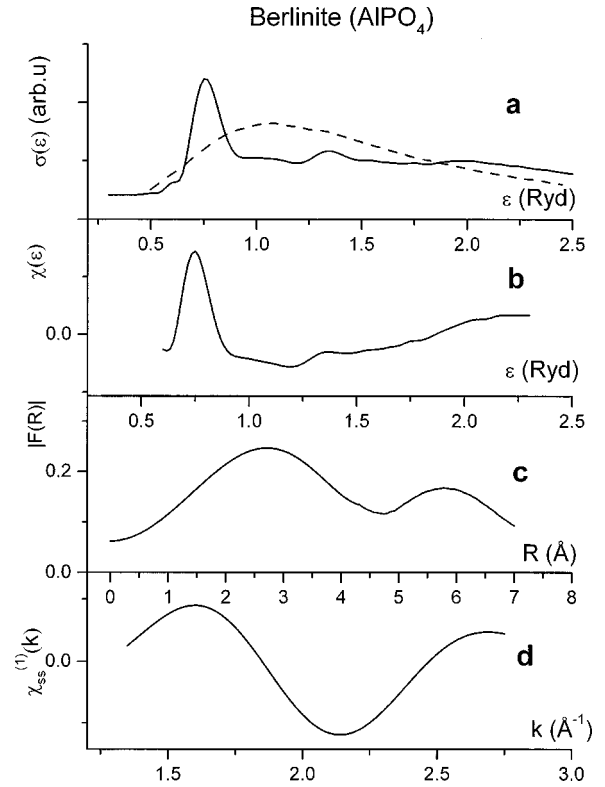 Berlinite (AlPO4)
σ(ε) (arb.u)
a
ε (Ryd)
0.5 1.0 1.5 2.0 2.5
χ(ε)
b
0.0
ε (Ryd)
0.5 1.0 1.5 2.0 2.5
|F(R)|
0.2
c
0.0
R (Å)
0 1 2 3 4 5 6 7 8
χss(1)(k)
0.0
d
k (Å-1)
1.5 2.0 2.5 3.0